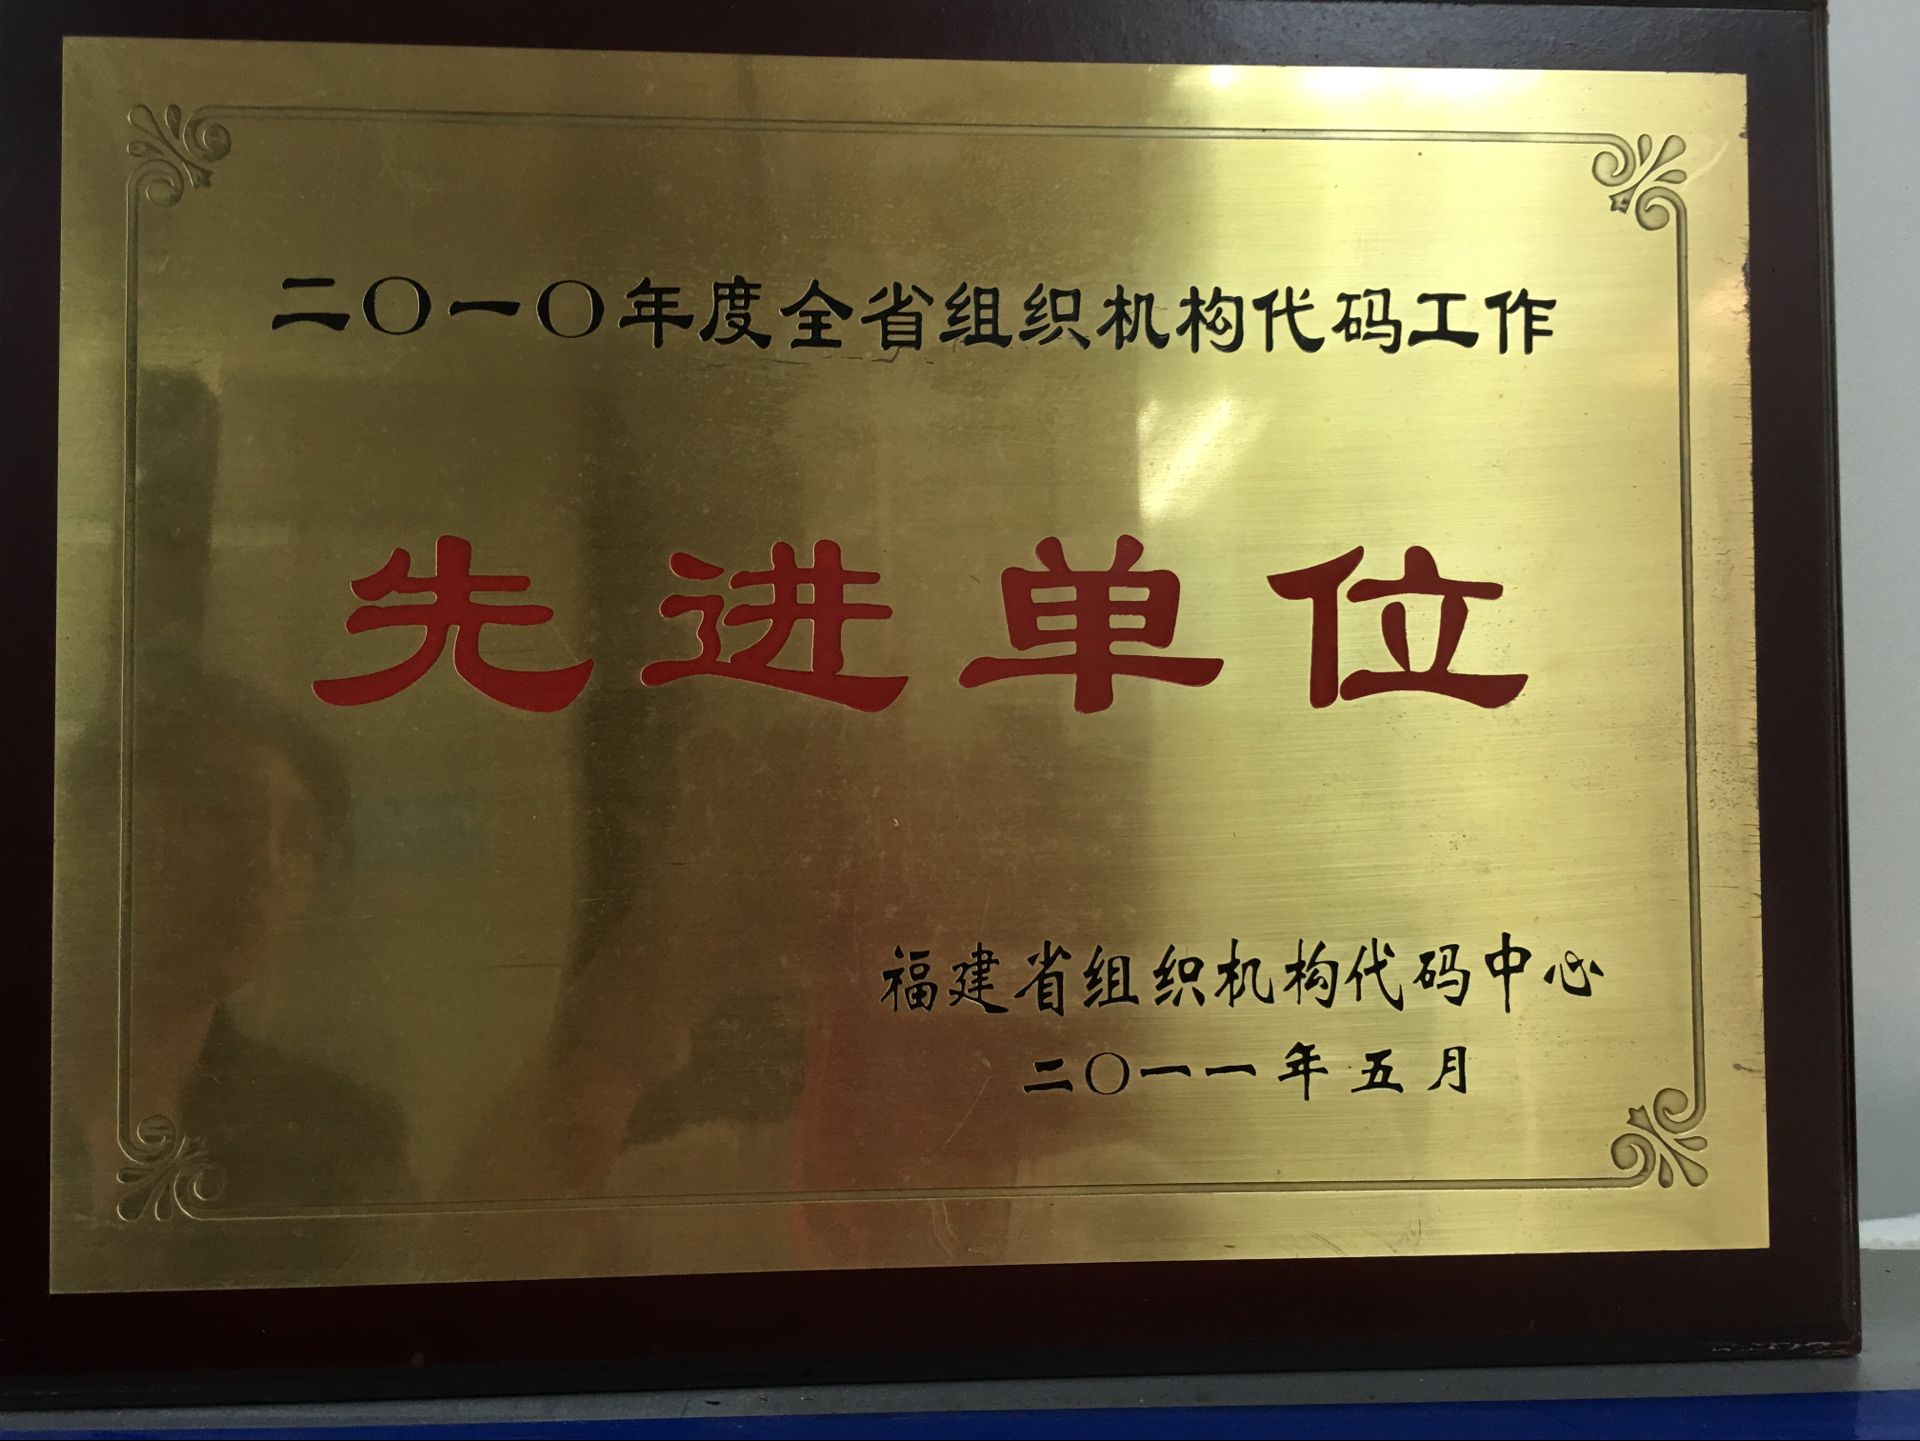 二〇一〇年度全省组织机构代码工作
先进单位
福建省组织机构代码中心
二〇一一年五月